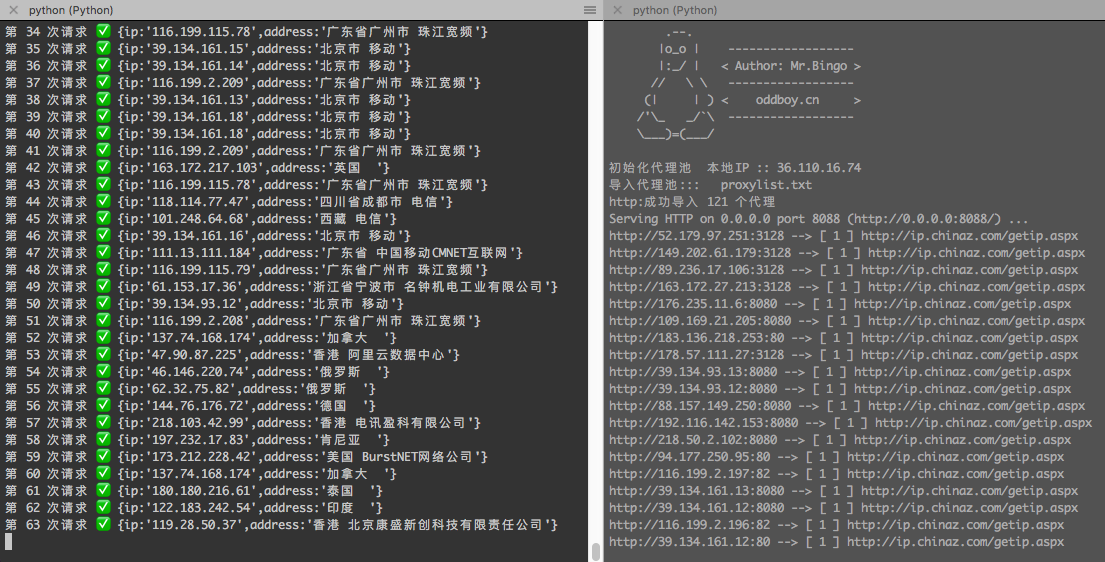 python (Python)
第 34 次请求 ✅ {ip:'116.199.115.78',address:'广东省广州市 珠江宽频'}
第 35 次请求 ✅ {ip:'39.134.161.15',address:'北京市 移动'}
第 36 次请求 ✅ {ip:'39.134.161.14',address:'北京市 移动'}
第 37 次请求 ✅ {ip:'116.199.2.209',address:'广东省广州市 珠江宽频'}
第 38 次请求 ✅ {ip:'39.134.161.13',address:'北京市 移动'}
第 39 次请求 ✅ {ip:'39.134.161.18',address:'北京市 移动'}
第 40 次请求 ✅ {ip:'39.134.161.18',address:'北京市 移动'}
第 41 次请求 ✅ {ip:'116.199.2.209',address:'广东省广州市 珠江宽频'}
第 42 次请求 ✅ {ip:'163.172.217.103',address:'英国  '}
第 43 次请求 ✅ {ip:'116.199.115.78',address:'广东省广州市 珠江宽频'}
第 44 次请求 ✅ {ip:'118.114.77.47',address:'四川省成都市 电信'}
第 45 次请求 ✅ {ip:'101.248.64.68',address:'西藏 电信'}
第 46 次请求 ✅ {ip:'39.134.161.16',address:'北京市 移动'}
第 47 次请求 ✅ {ip:'111.13.111.184',address:'广东省 中国移动CMNET互联网'}
第 48 次请求 ✅ {ip:'116.199.115.79',address:'广东省广州市 珠江宽频'}
第 49 次请求 ✅ {ip:'61.153.17.36',address:'浙江省宁波市 名钟机电工业有限公司'}
第 50 次请求 ✅ {ip:'39.134.93.12',address:'北京市 移动'}
第 51 次请求 ✅ {ip:'116.199.2.208',address:'广东省广州市 珠江宽频'}
第 52 次请求 ✅ {ip:'137.74.168.174',address:'加拿大  '}
第 53 次请求 ✅ {ip:'47.90.87.225',address:'香港 阿里云数据中心'}
第 54 次请求 ✅ {ip:'46.146.220.74',address:'俄罗斯  '}
第 55 次请求 ✅ {ip:'62.32.75.82',address:'俄罗斯  '}
第 56 次请求 ✅ {ip:'144.76.176.72',address:'德国  '}
第 57 次请求 ✅ {ip:'218.103.42.99',address:'香港 电讯盈科有限公司'}
第 58 次请求 ✅ {ip:'197.232.17.83',address:'肯尼亚  '}
第 59 次请求 ✅ {ip:'173.212.228.42',address:'美国 BurstNET网络公司'}
第 60 次请求 ✅ {ip:'137.74.168.174',address:'加拿大  '}
第 61 次请求 ✅ {ip:'180.180.216.61',address:'泰国  '}
第 62 次请求 ✅ {ip:'122.183.242.54',address:'印度  '}
第 63 次请求 ✅ {ip:'119.28.50.37',address:'香港 北京康盛新创科技有限责任公司'}
python (Python)
       .--.
      |o_o |    ------------------
      |:_/ |   < Author: Mr.Bingo >
     //   \ \   ------------------
    (|     | ) <    oddboy.cn     >
   /'\_   _/`\  ------------------
   \___)=(___/
初始化代理池  本地IP :: 36.110.16.74
导入代理池:::   proxylist.txt
http:成功导入 121 个代理
Serving HTTP on 0.0.0.0 port 8088 (http://0.0.0.0:8088/) ...
http://52.179.97.251:3128 --> [ 1 ] http://ip.chinaz.com/getip.aspx
http://149.202.61.179:3128 --> [ 1 ] http://ip.chinaz.com/getip.aspx
http://89.236.17.106:3128 --> [ 1 ] http://ip.chinaz.com/getip.aspx
http://163.172.27.213:3128 --> [ 1 ] http://ip.chinaz.com/getip.aspx
http://176.235.11.6:8080 --> [ 1 ] http://ip.chinaz.com/getip.aspx
http://109.169.21.205:8080 --> [ 1 ] http://ip.chinaz.com/getip.aspx
http://183.136.218.253:80 --> [ 1 ] http://ip.chinaz.com/getip.aspx
http://178.57.111.27:3128 --> [ 1 ] http://ip.chinaz.com/getip.aspx
http://39.134.93.13:8080 --> [ 1 ] http://ip.chinaz.com/getip.aspx
http://39.134.93.12:8080 --> [ 1 ] http://ip.chinaz.com/getip.aspx
http://88.157.149.250:8080 --> [ 1 ] http://ip.chinaz.com/getip.aspx
http://192.116.142.153:8080 --> [ 1 ] http://ip.chinaz.com/getip.aspx
http://218.50.2.102:8080 --> [ 1 ] http://ip.chinaz.com/getip.aspx
http://94.177.250.95:80 --> [ 1 ] http://ip.chinaz.com/getip.aspx
http://116.199.2.197:82 --> [ 1 ] http://ip.chinaz.com/getip.aspx
http://39.134.161.13:8080 --> [ 1 ] http://ip.chinaz.com/getip.aspx
http://39.134.161.12:8080 --> [ 1 ] http://ip.chinaz.com/getip.aspx
http://116.199.2.196:82 --> [ 1 ] http://ip.chinaz.com/getip.aspx
http://39.134.161.12:80 --> [ 1 ] http://ip.chinaz.com/getip.aspx